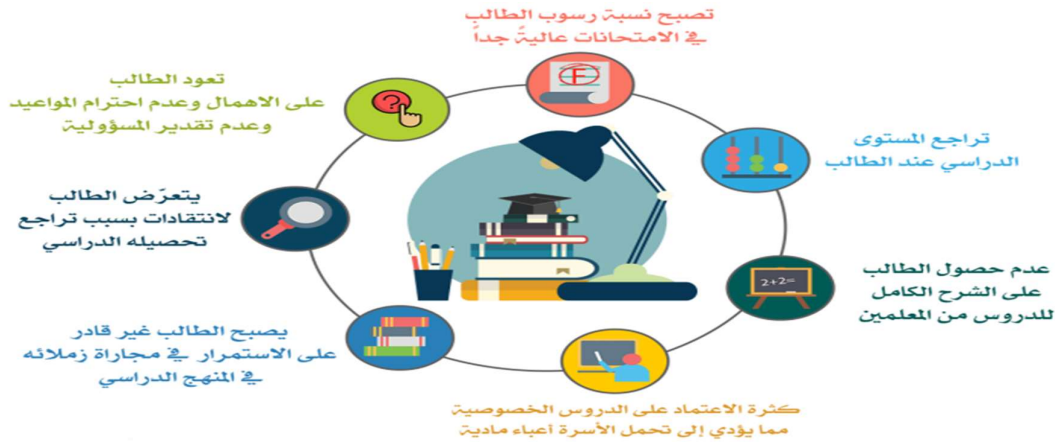 تصبح نسبة رسوب الطالب
في الامتحانات عاليةً جداً
F
تراجع المستوى
الدراسي عند الطالب
عدم حصول الطالب
على الشرح الكامل
للدروس من المعلمين
2+2=
كثرة الاعتماد على الدروس الخصوصية
مما يؤدي إلى تحمل الأسرة أعباء مادية
يصبح الطالب غير قادر
على الاستمرار في مجاراة زملائه
في المنهج الدراسي
يتعرّض الطالب
لانتقادات بسبب تراجع
تحصيله الدراسي
تعود الطالب
على الاهمال وعدم احترام المواعيد
وعدم تقدير المسؤولية
?